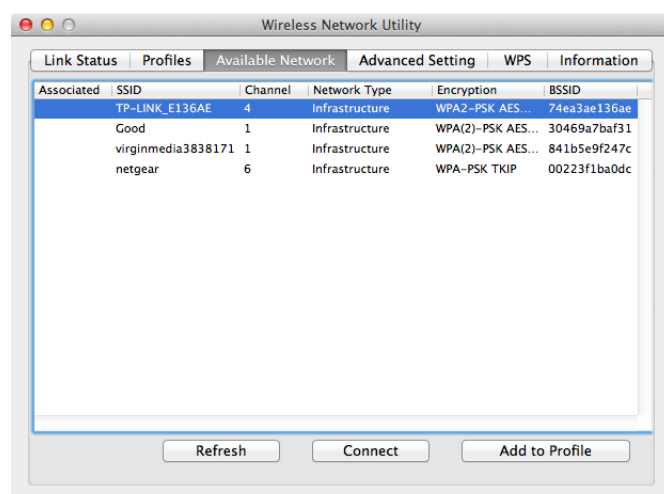 Wireless Network Utility
Link Status Profiles Available Network Advanced Setting WPS Information
Associated SSID Channel Network Type Encryption BSSID
TP-LINK_E136AE 4 Infrastructure WPA2-PSK AES... 74ea3ae136ae
Good 1 Infrastructure WPA(2)-PSK AES... 30469a7baf31
virginmedia3838171 1 Infrastructure WPA(2)-PSK AES... 841b5e9f247c
netgear 6 Infrastructure WPA-PSK TKIP 00223f1ba0dc
Refresh Connect Add to Profile